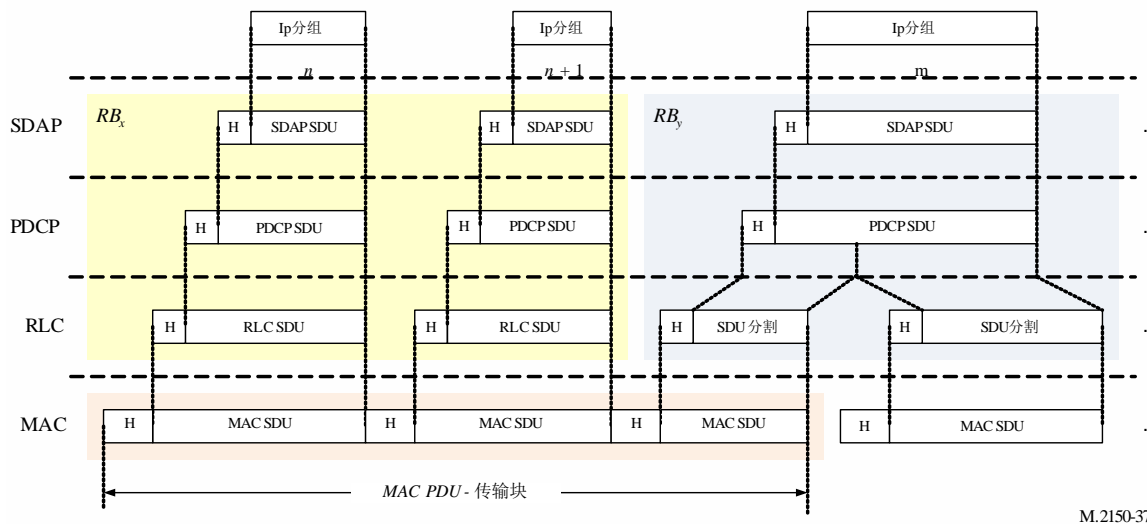 Ip分组 Ip分组 Ip分组
n n + 1 m
RB_x RB_y
SDAP H SDAP SDU H SDAP SDU H SDAP SDU
PDCP H PDCP SDU H PDCP SDU H PDCP SDU
RLC H RLC SDU H RLC SDU H SDU 分割 H SDU分割
MAC H MAC SDU H MAC SDU H MAC SDU H MAC SDU
MAC PDU - 传输块
M.2150-37